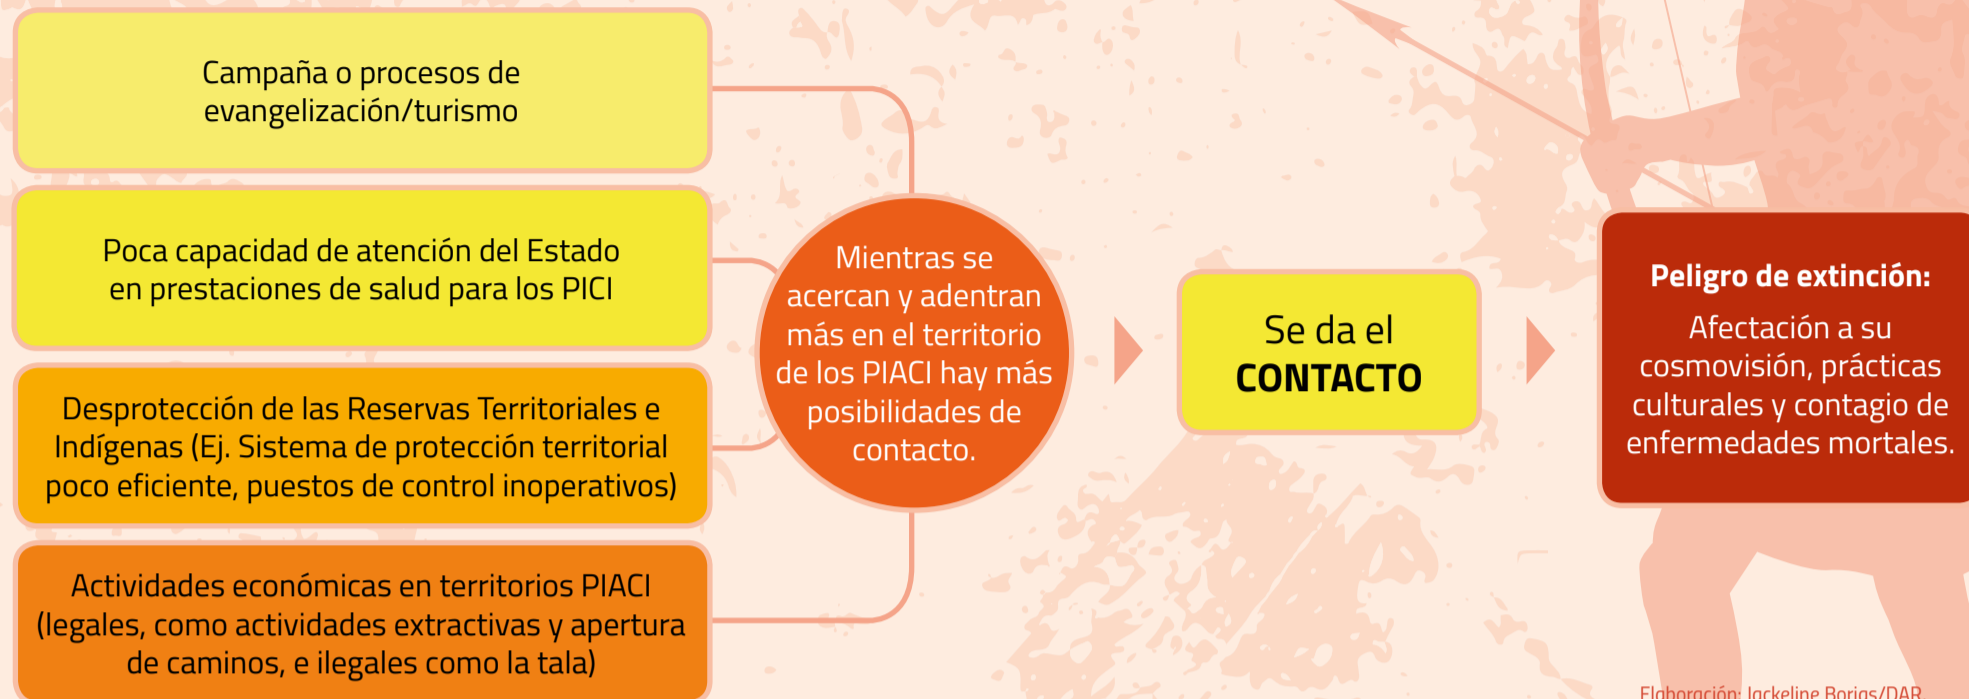 Campaña o procesos de
evangelización/turismo
Poca capacidad de atención del Estado
en prestaciones de salud para los PICI
Desprotección de las Reservas Territoriales e
Indígenas (Ej. Sistema de protección territorial
poco eficiente, puestos de control inoperativos)
Actividades económicas en territorios PIACI
(legales, como actividades extractivas y apertura
de caminos, e ilegales como la tala)
Mientras se
acercan y adentran
más en el territorio
de los PIACI hay más
posibilidades de
contacto.
Se da el
CONTACTO
Peligro de extinción:
Afectación a su
cosmovisión, prácticas
culturales y contagio de
enfermedades mortales.
Elaboración: Jackeline Borjas/DAR